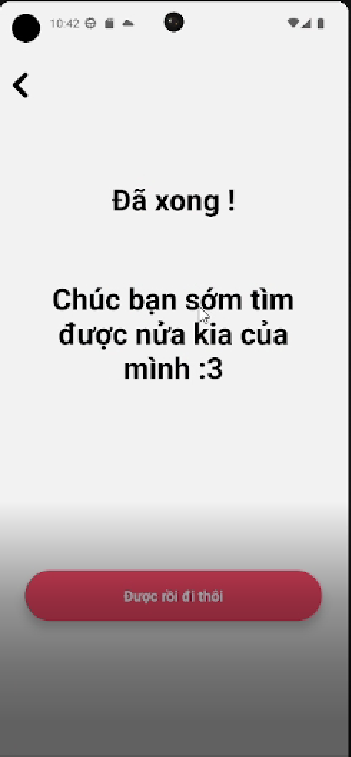 10:42
Đã xong !
Chúc bạn sớm tìm
được nửa kia của
mình :3
Được rồi đi thôi